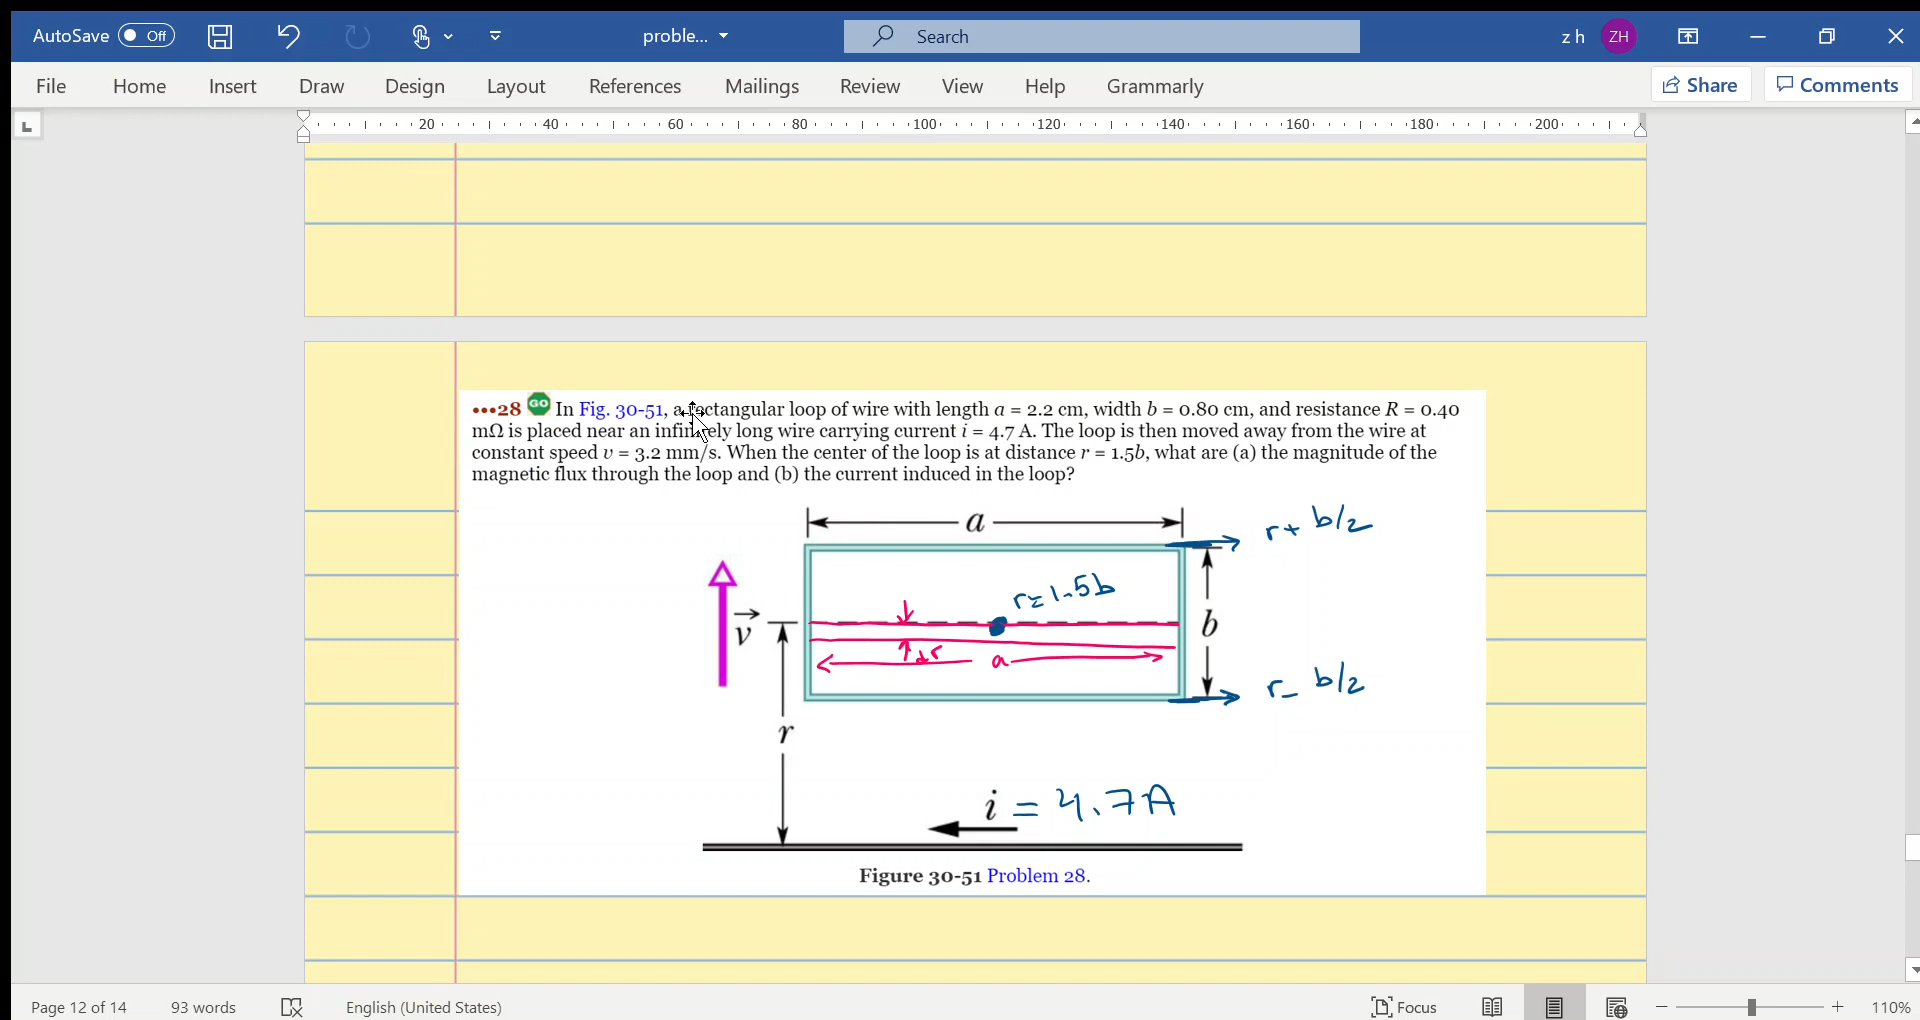 AutoSave Off proble... Search z h ZH
File Home Insert Draw Design Layout References Mailings Review View Help Grammarly Share Comments
20 40 60 80 100 120 140 160 180 200
•••28 GO In Fig. 30-51, a rectangular loop of wire with length a = 2.2 cm, width b = 0.80 cm, and resistance R = 0.40
mΩ is placed near an infinitely long wire carrying current i = 4.7 A. The loop is then moved away from the wire at
constant speed v = 3.2 mm/s. When the center of the loop is at distance r = 1.5b, what are (a) the magnitude of the
magnetic flux through the loop and (b) the current induced in the loop?
a
r + b/2
r = 1.5b
v
b
dr
a
r - b/2
r
i = 4.7A
Figure 30-51 Problem 28.
Page 12 of 14 93 words English (United States) Focus 110%